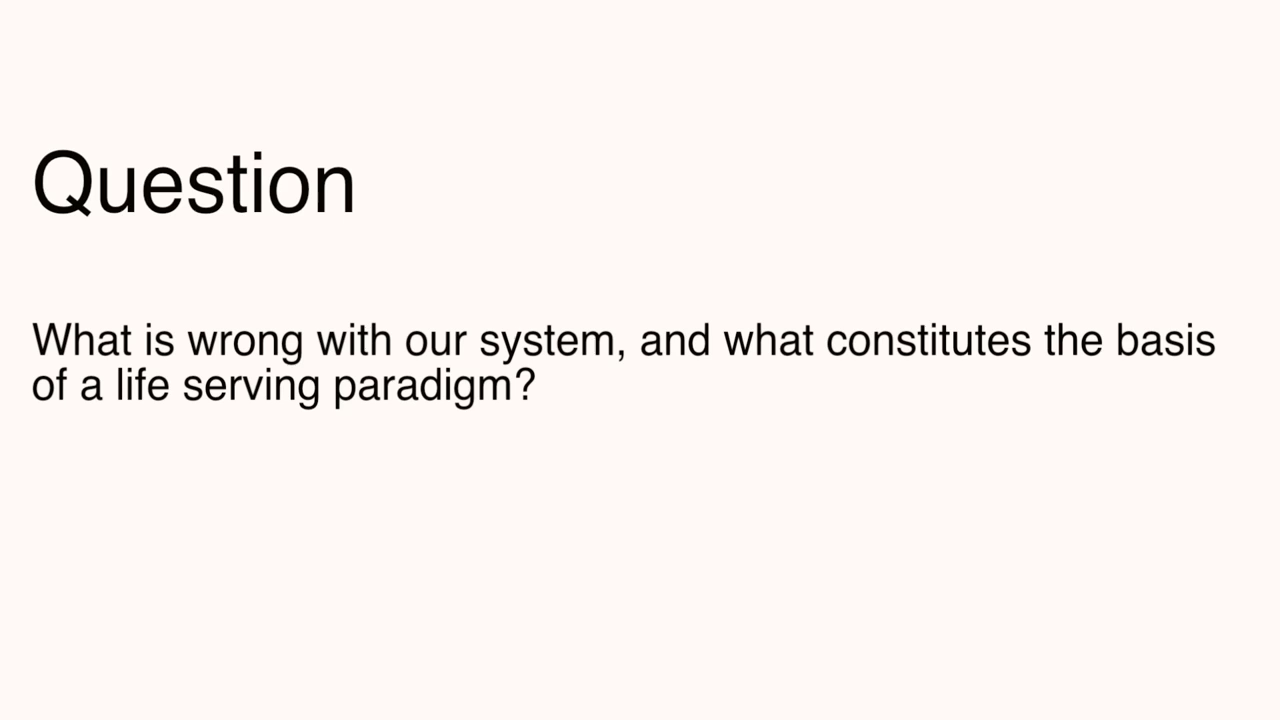 Question
What is wrong with our system, and what constitutes the basis
of a life serving paradigm?